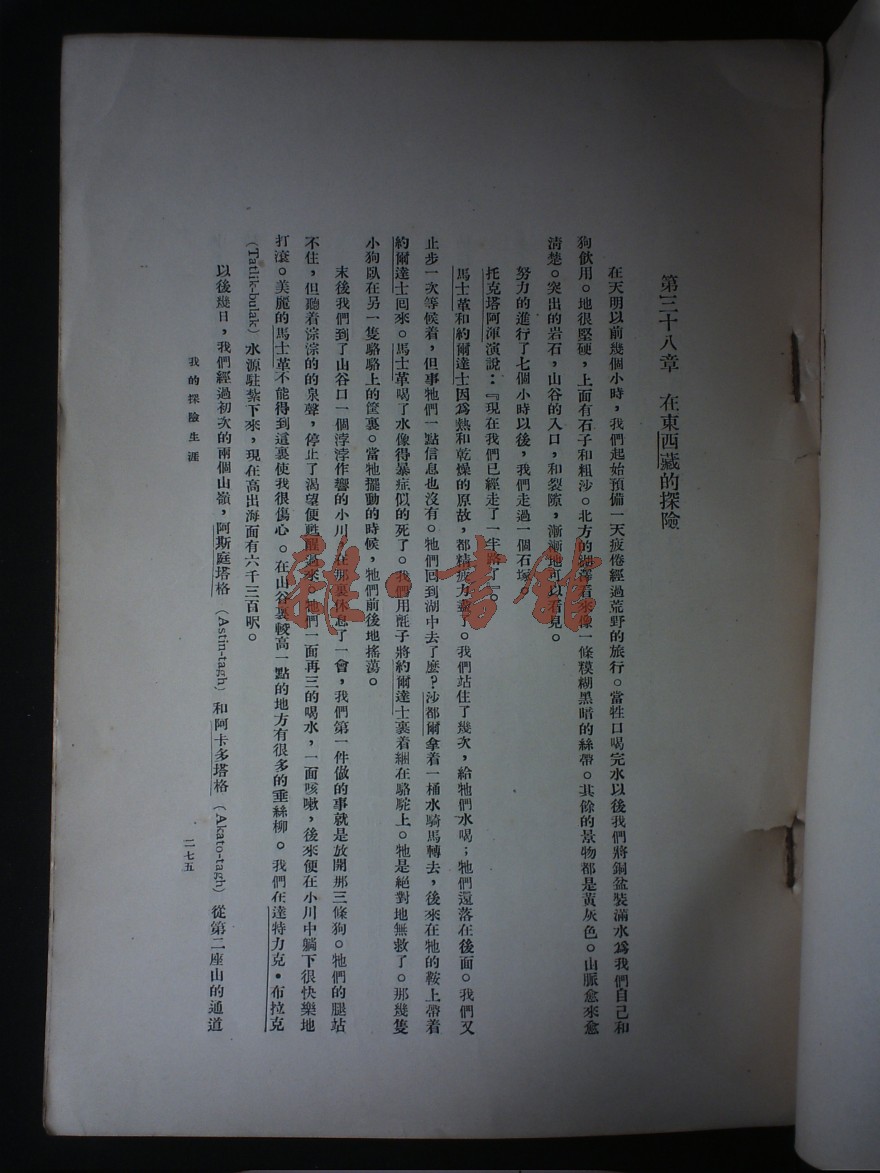 第三十八章　在東西藏的探險
在天明以前幾個小時，我們起始預備一天疲倦經過荒野的旅行。當牲口喝完水以後我們將銅盆裝滿水爲我們自己和
狗飲用。地很堅硬，上面有石子和粗沙。北方的湖澤看來像一條糢糊黑暗的絲帶。其餘的景物都是黃灰色。山脈愈來愈
清楚。突出的岩石，山谷的入口，和裂隙，漸漸地可以看見。
努力的進行了七個小時以後，我們走過一個石塚。
托克塔阿渾演說：『現在我們已經走了一半路了』。
馬士革和約爾達士因爲熱和乾燥的原故，都精疲力盡了。我們站住了幾次，給牠們水喝；牠們還落在後面。我們又
止步一次等候着，但事牠們一點信息也沒有。牠們回到湖中去了麽？沙都爾拿着一桶水騎馬轉去，後來在牠的鞍上帶着
約爾達士回來。馬士革喝了水像得暴症似的死了。我們用氈子將約爾達士裹着綑在駱駝上。牠是絕對地無救了。那幾隻
小狗臥在另一隻駱駱上的筐裏。當牠擺動的時候，牠們前後地搖蕩。
末後我們到了山谷口一個浡浡作響的小川，在那裏休息了一會，我們第一件做的事就是放開那三條狗。牠們的腿站
不住，但聽着淙淙的的泉聲，停止了渴望便甦醒過來。牠們一面再三的喝水，一面咳嗽，後來便在小川中躺下很快樂地
打滾。美麗的馬士革不能得到這裏使我很傷心。在山谷裏較高一點的地方有很多的垂絲柳。我們在達特力克·布拉克
（Tatlik-bulak）水源駐紮下來，現在高出海面有六千三百呎。
以後幾日，我們經過初次的兩個山嶺，阿斯庭塔格（Astin-tagh）和阿卡多塔格（Akato-tagh）從第二座山的通道
我的探險生涯
二七五
雜·書館